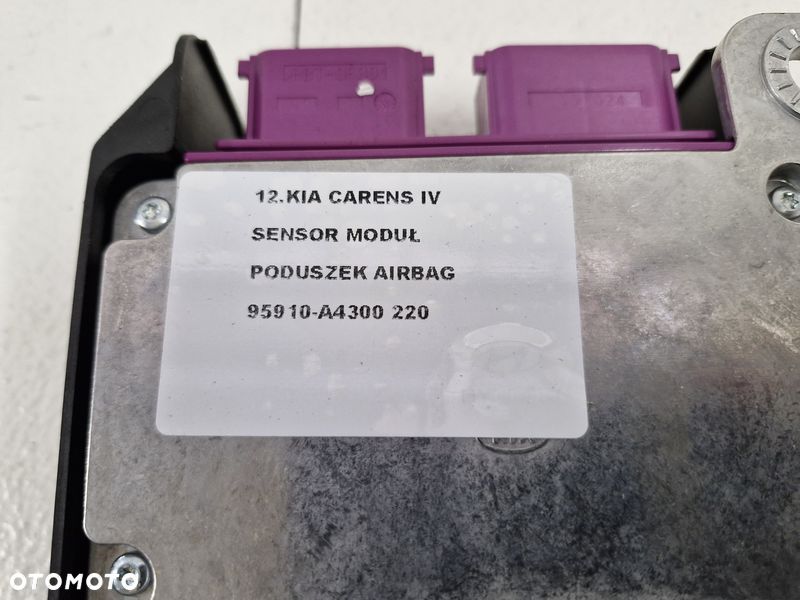 12.KIA CARENS IV
SENSOR MODUŁ
PODUSZEK AIRBAG
95910-A4300 220
OTOMOTO